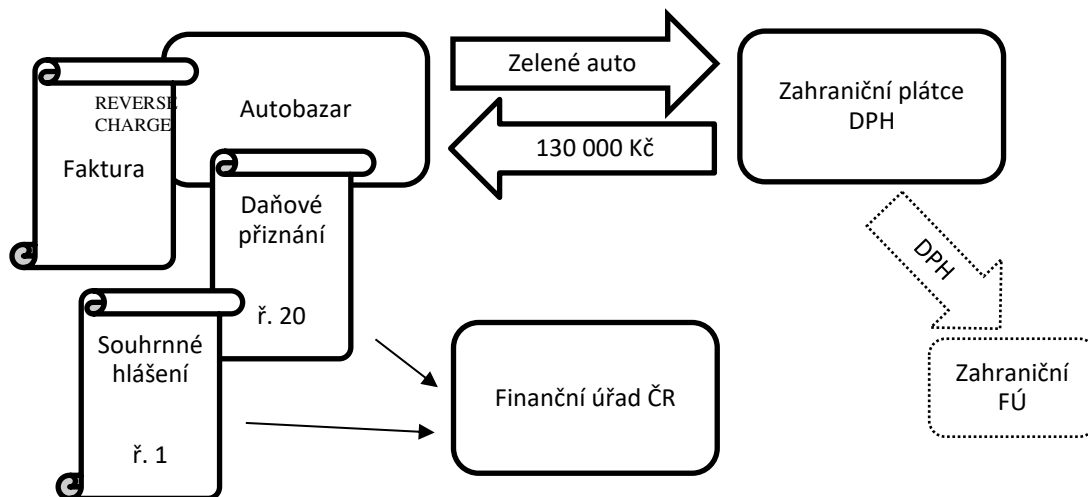 REVERSE
CHARGE
Faktura
Autobazar
Zelené auto
130 000 Kč
Zahraniční plátce
DPH
Daňové
přiznání
ř. 20
Souhrnné
hlášení
ř. 1
Finanční úřad ČR
DPH
Zahraniční
FÚ